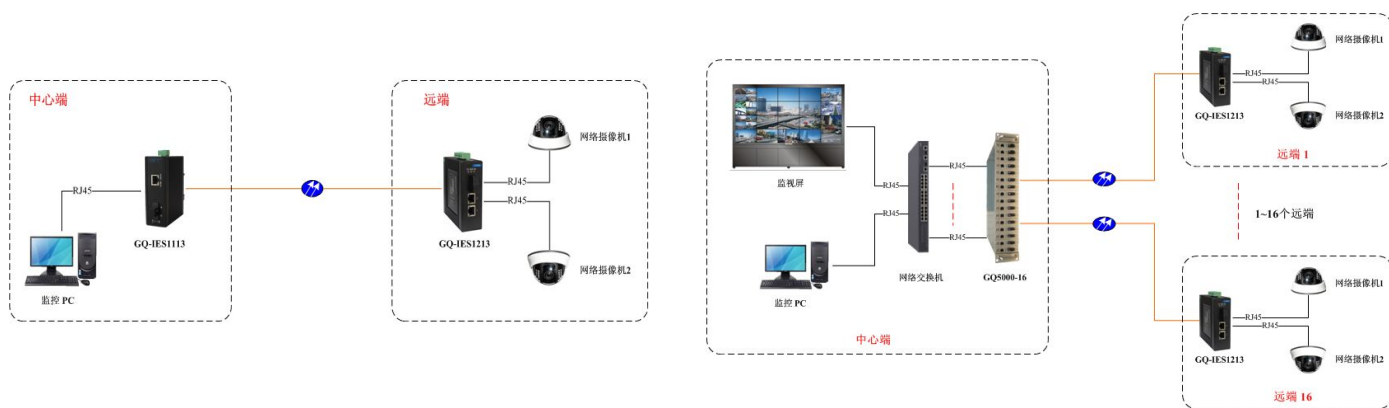 中心端
RJ45
GQ-IES1113
监控 PC
远端
RJ45
RJ45
GQ-IES1213
网络摄像机1
网络摄像机2
监视屏
RJ45
RJ45
RJ45
RJ45
监控 PC
网络交换机
GQ5000-16
中心端
RJ45
RJ45
GQ-IES1213
网络摄像机1
网络摄像机2
远端 1
1~16个远端
RJ45
RJ45
GQ-IES1213
网络摄像机1
网络摄像机2
远端 16